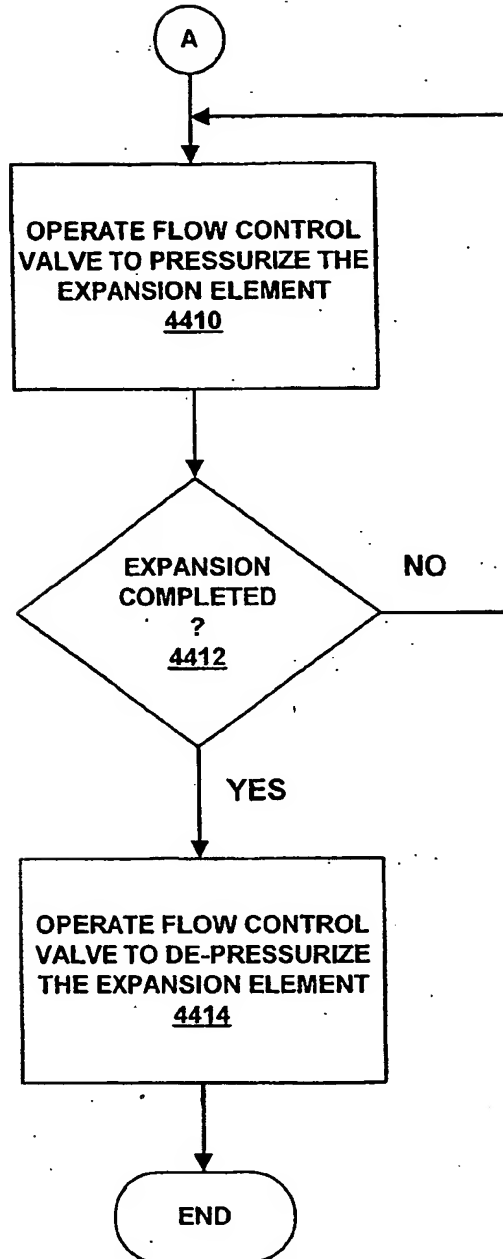 A
OPERATE FLOW CONTROL
VALVE TO PRESSURIZE THE
EXPANSION ELEMENT
4410
EXPANSION
COMPLETED
?
4412
NO
YES
OPERATE FLOW CONTROL
VALVE TO DE-PRESSURIZE
THE EXPANSION ELEMENT
4414
END